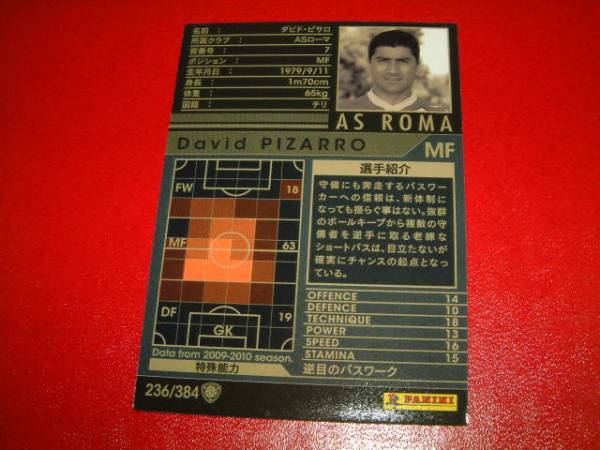 名前 : ダビド・ピサロ
所属クラブ : ASローマ
背番号 : 7
ポジション : MF
生年月日 : 1979/9/11
身長 : 1m70cm
体重 : 65kg
国籍 : チリ
AS ROMA
David PIZARRO
MF
FW 18
MF 63
DF 19
GK
Data from 2009-2010 season.
選手紹介
守備にも奔走するパスワー
カーへの信頼は、新体制に
なっても揺らぐ事はない。抜群
のボールキープから複数の守
備者を逆手に取る老練な
ショートパスは、目立たないが
確実にチャンスの起点となっ
ている。
OFFENCE 14
DEFENCE 10
TECHNIQUE 18
POWER 13
SPEED 16
STAMINA 15
特殊能力
逆目のパスワーク
236/384
PANINI